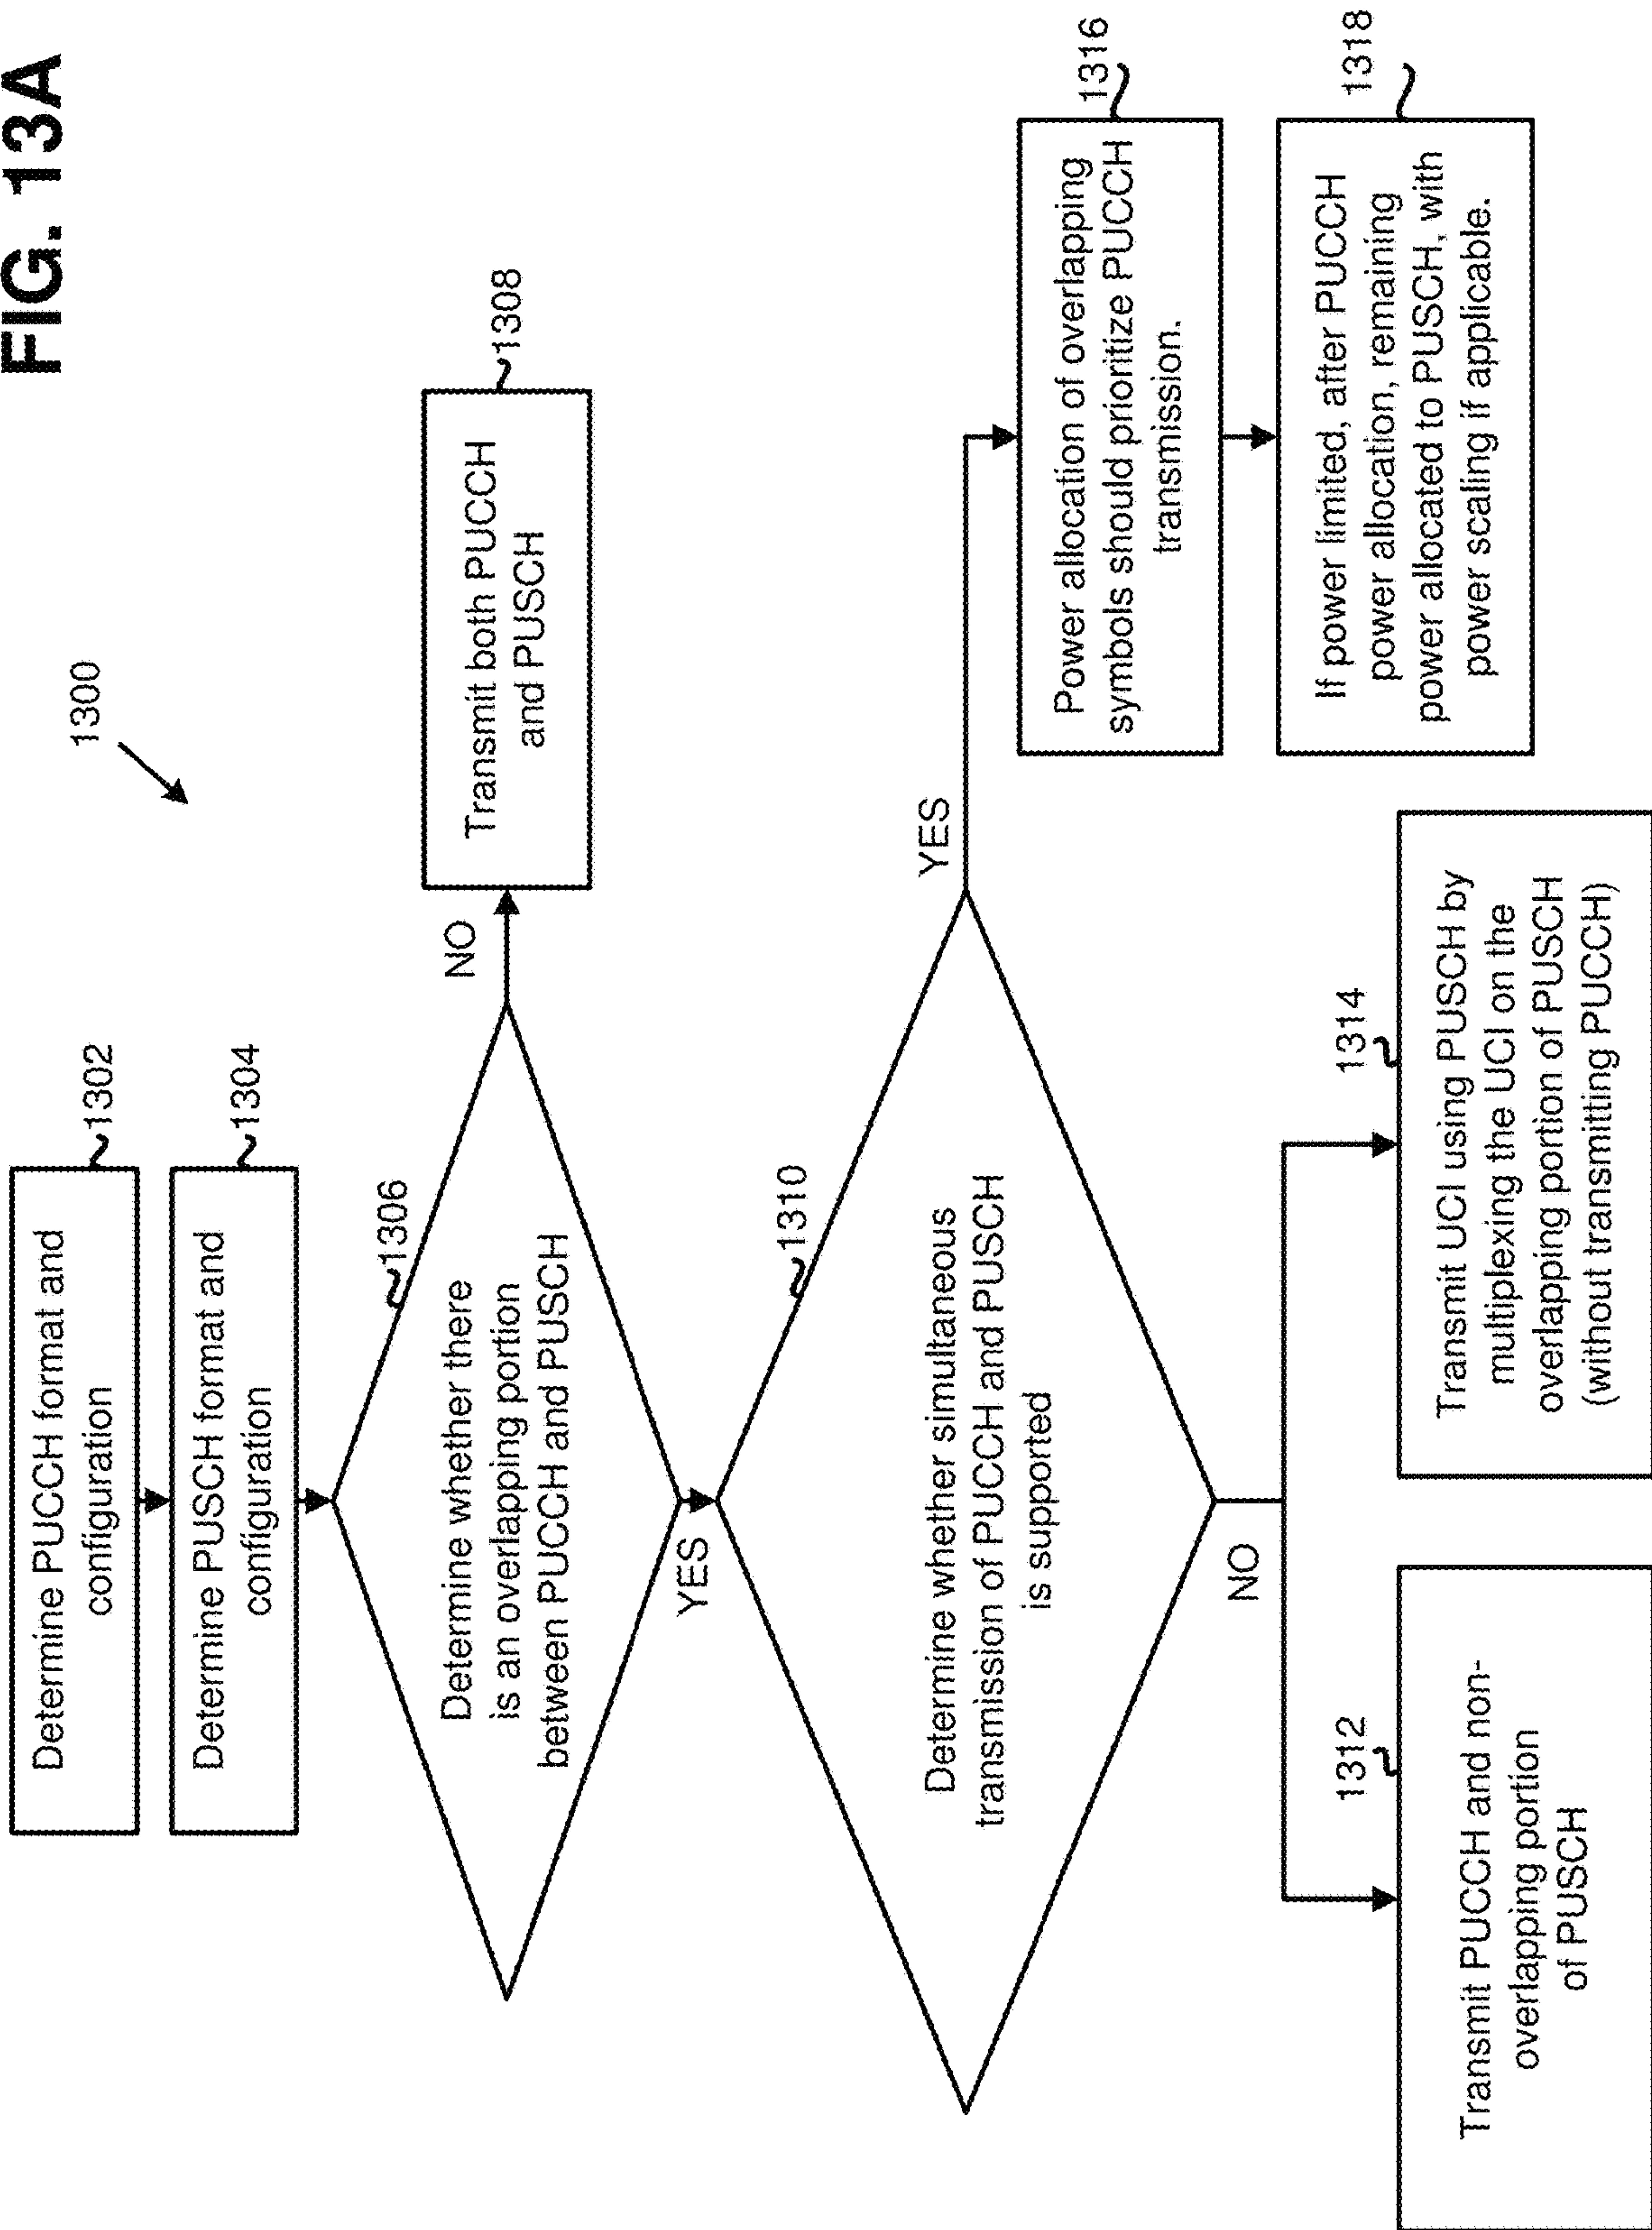 FIG. 13A
1300
Determine PUCCH format and
configuration
1302
Determine PUSCH format and
configuration
1304
Determine whether there
is an overlapping portion
between PUCCH and PUSCH
1306
NO
Transmit both PUCCH
and PUSCH
1308
YES
Determine whether simultaneous
transmission of PUCCH and PUSCH
is supported
1310
YES
Power allocation of overlapping
symbols should prioritize PUCCH
transmission.
1316
If power limited, after PUCCH
power allocation, remaining
power allocated to PUSCH, with
power scaling if applicable.
1318
NO
1312
Transmit PUCCH and non-
overlapping portion
of PUSCH
1314
Transmit UCI using PUSCH by
multiplexing the UCI on the
overlapping portion of PUSCH
(without transmitting PUCCH)